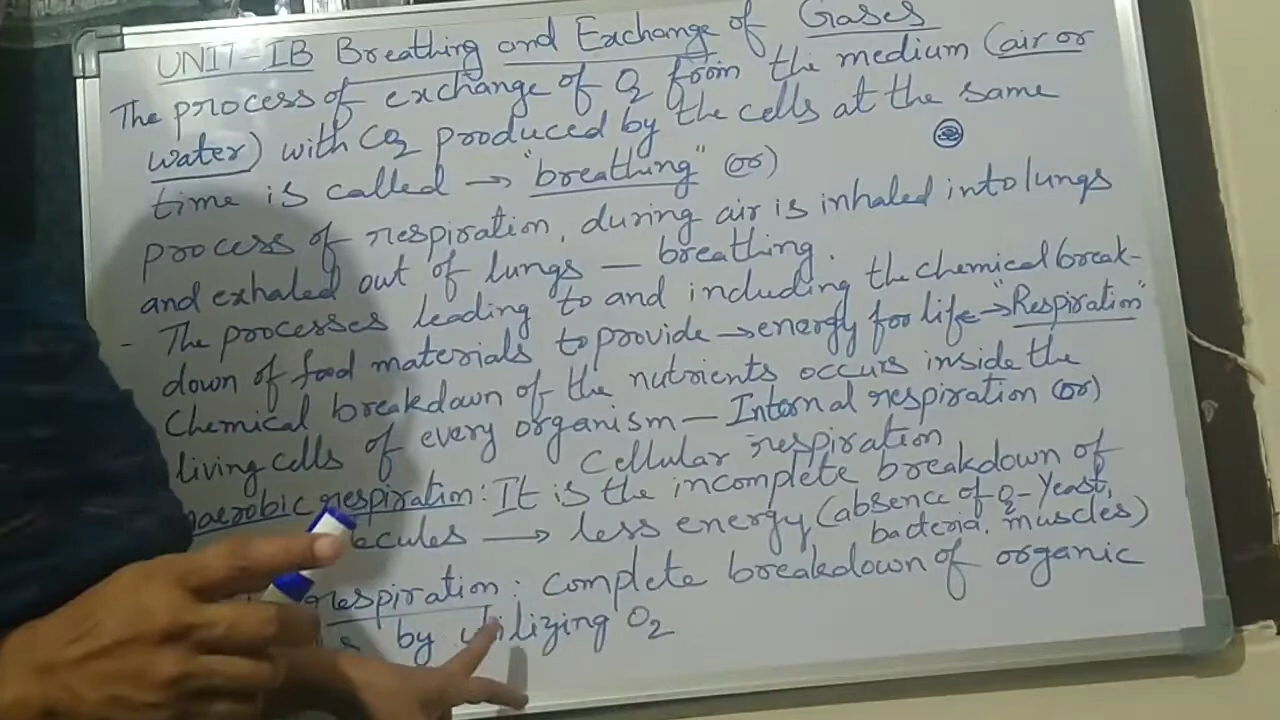 UNIT-IB Breathing and Exchange of Gases
The process of exchange of O2 from the medium (air or
water) with CO2 produced by the cells at the same
time is called → "breathing" (or)
process of respiration, during air is inhaled into lungs
and exhaled out of lungs — breathing.
- The processes leading to and including the chemical break-
down of food materials to provide → energy for life → "Respiration"
Chemical breakdown of the nutrients occurs inside the
living cells of every organism — Internal respiration (or)
Cellular respiration
naerobic respiration: It is the incomplete breakdown of
ecules → less energy (absence of O2 - Yeast,
bacteria, muscles)
respiration: complete breakdown of organic
by utilizing O2